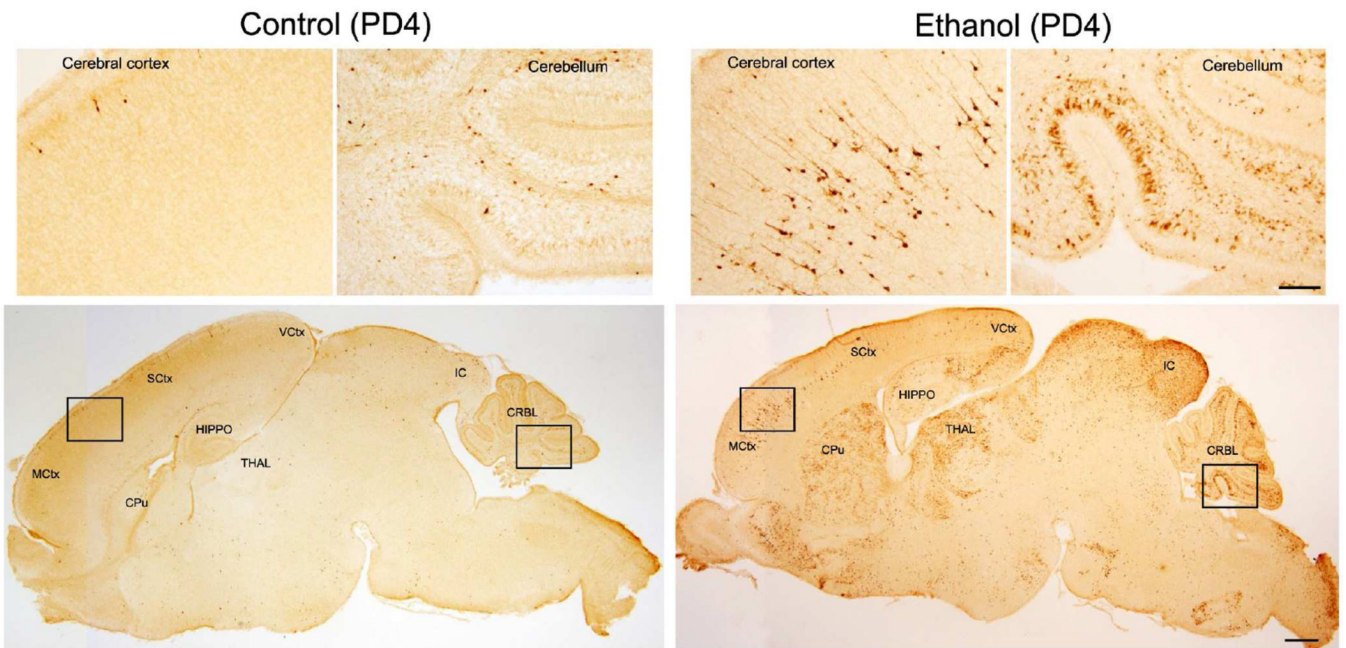 Control (PD4)
Ethanol (PD4)
Cerebral cortex
Cerebellum
Cerebral cortex
Cerebellum
VCtx
SCtx
IC
CRBL
HIPPO
MCtx
THAL
CPu
VCtx
SCtx
IC
HIPPO
MCtx
CPu
THAL
CRBL